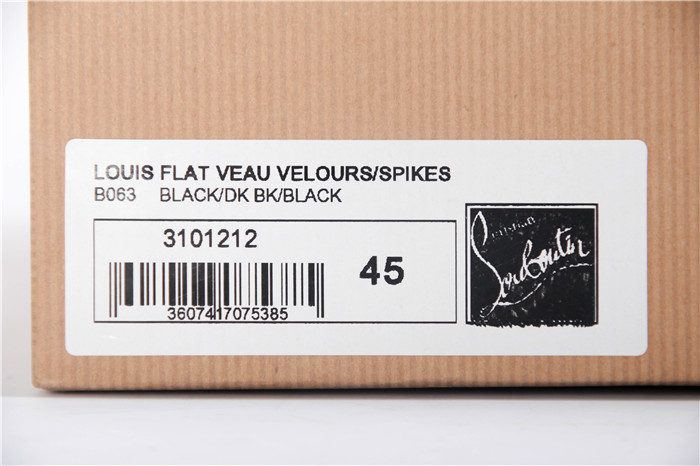 LOUIS FLAT VEAU VELOURS/SPIKES
B063 BLACK/DK BK/BLACK
3101212
45
3607417075385
Christian
Louboutin